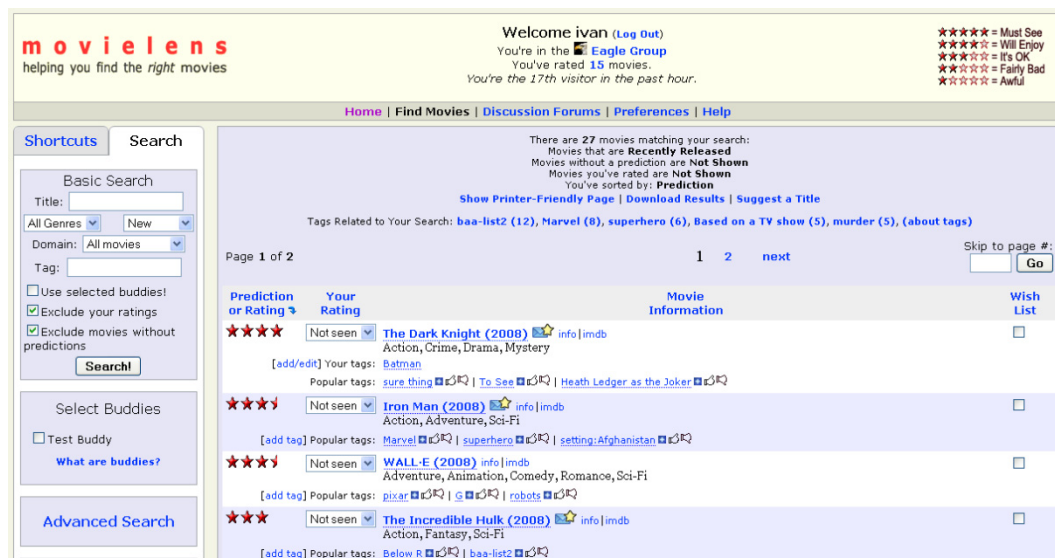 movielens
helping you find the right movies
Welcome ivan (Log Out)
You're in the Eagle Group
You've rated 15 movies.
You're the 17th visitor in the past hour.
★★★★★ = Must See
★★★★☆ = Will Enjoy
★★★☆☆ = It's OK
★★☆☆☆ = Fairly Bad
★☆☆☆☆ = Awful
Home | Find Movies | Discussion Forums | Preferences | Help
Shortcuts Search
Basic Search
Title:
All Genres New
Domain: All movies
Tag:
Use selected buddies!
Exclude your ratings
Exclude movies without
predictions
Search!
Select Buddies
Test Buddy
What are buddies?
Advanced Search
There are 27 movies matching your search:
Movies that are Recently Released
Movies without a prediction are Not Shown
Movies you've rated are Not Shown
You've sorted by: Prediction
Show Printer-Friendly Page | Download Results | Suggest a Title
Tags Related to Your Search: baa-list2 (12), Marvel (8), superhero (6), Based on a TV show (5), murder (5), (about tags)
Page 1 of 2 1 2 next
Skip to page #:
Go
Prediction
or Rating
Your
Rating
Movie
Information
Wish
List
Not seen The Dark Knight (2008) info|imdb
Action, Crime, Drama, Mystery
[add/edit] Your tags: Batman
Popular tags: sure thing | To See | Heath Ledger as the Joker
Not seen Iron Man (2008) info|imdb
Action, Adventure, Sci-Fi
[add tag] Popular tags: Marvel | superhero | setting:Afghanistan
Not seen WALL·E (2008) info|imdb
Adventure, Animation, Comedy, Romance, Sci-Fi
[add tag] Popular tags: pixar | G | robots
Not seen The Incredible Hulk (2008) info|imdb
Action, Fantasy, Sci-Fi
[add tag] Popular tags: Below R | baa-list2